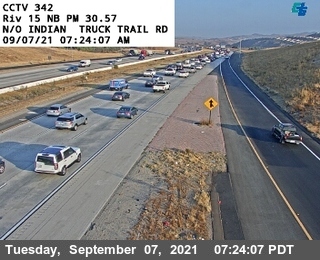 CCTV 342
Riv 15 NB PM 30.57
N/O INDIAN TRUCK TRAIL RD
09/07/21 07:24:07 AM
Tuesday, September 07, 2021 07:24:07 PDT